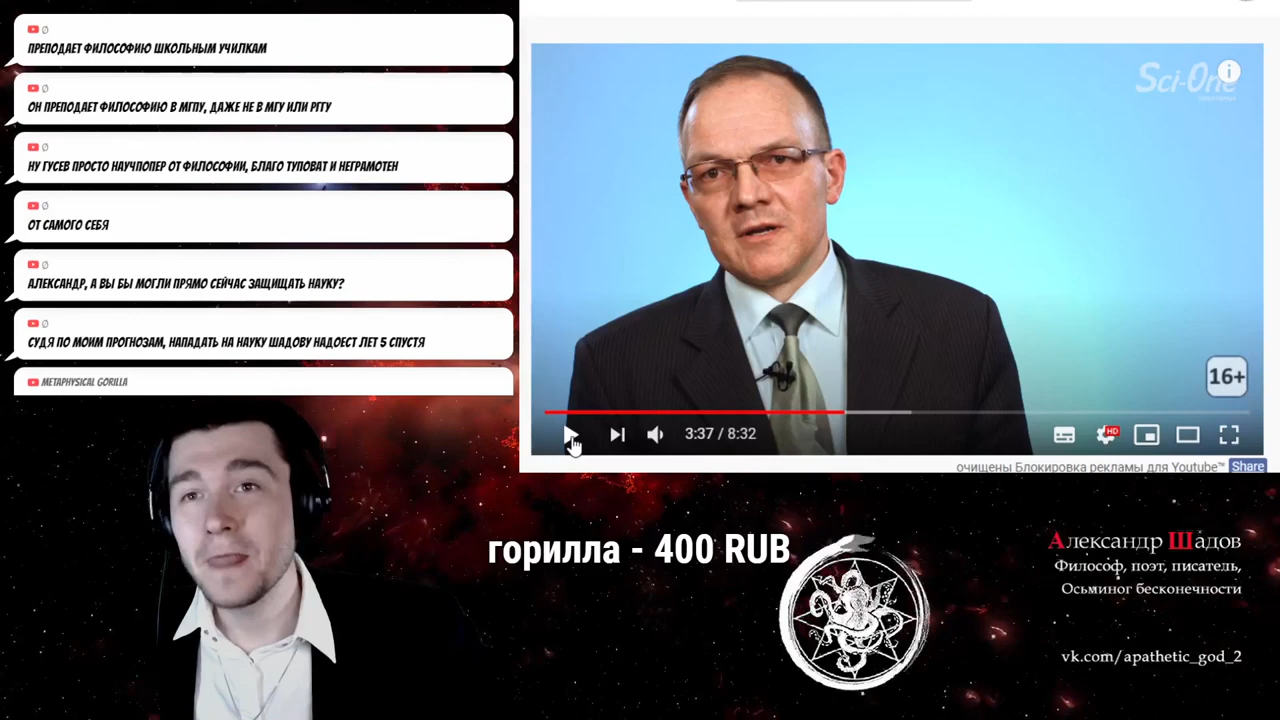 Ø
ПРЕПОДАЕТ ФИЛОСОФИЮ ШКОЛЬНЫМ УЧИЛКАМ
Ø
ОН ПРЕПОДАЕТ ФИЛОСОФИЮ В МГПУ, ДАЖЕ НЕ В МГУ ИЛИ РГГУ
Ø
НУ ГУСЕВ ПРОСТО НАУЧПОПЕР ОТ ФИЛОСОФИИ, БЛАГО ТУПОВАТ И НЕГРАМОТЕН
Ø
ОТ САМОГО СЕБЯ
Ø
АЛЕКСАНДР, А ВЫ БЫ МОГЛИ ПРЯМО СЕЙЧАС ЗАЩИЩАТЬ НАУКУ?
Ø
СУДЯ ПО МОИМ ПРОГНОЗАМ, НАПАДАТЬ НА НАУКУ ШАДОВУ НАДОЕСТ ЛЕТ 5 СПУСТЯ
METAPHYSICAL GORILLA
Sci-One
16+
3:37 / 8:32
HD
очищены Блокировка рекламы для Youtube™ Share
горилла - 400 RUB
Александр Шадов
Философ, поэт, писатель,
Осьминог бесконечности
vk.com/apathetic_god_2